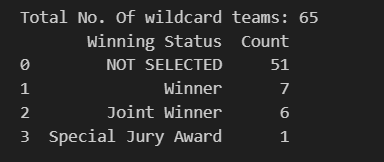 Total No. Of wildcard teams: 65
Winning Status Count
0 NOT SELECTED 51
1 Winner 7
2 Joint Winner 6
3 Special Jury Award 1